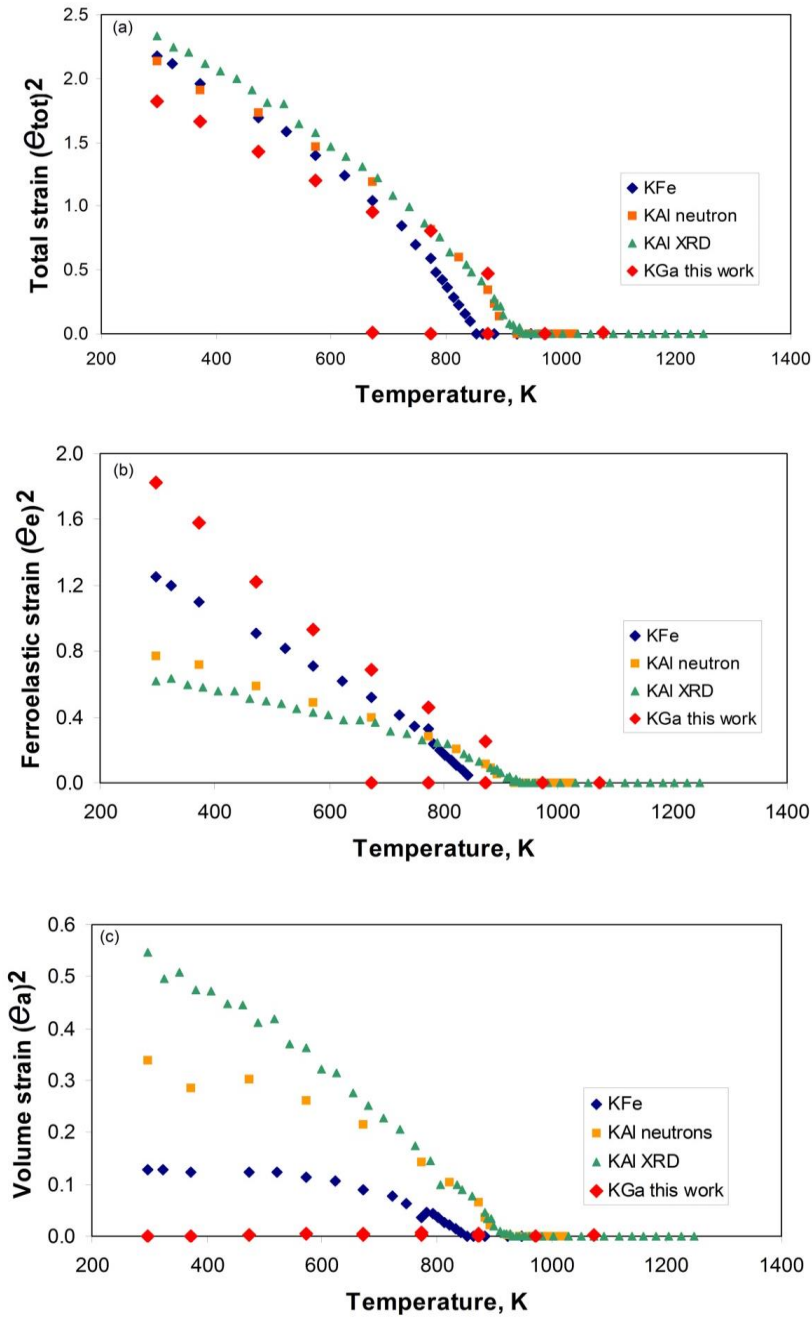 (a)
Total strain (etot)2
2.5
2.0
1.5
1.0
0.5
0.0
KFe
KAl neutron
KAl XRD
KGa this work
200 400 600 800 1000 1200 1400
Temperature, K
(b)
Ferroelastic strain (ee)2
2.0
1.6
1.2
0.8
0.4
0.0
KFe
KAl neutron
KAl XRD
KGa this work
200 400 600 800 1000 1200 1400
Temperature, K
(c)
Volume strain (ea)2
0.6
0.5
0.4
0.3
0.2
0.1
0.0
KFe
KAl neutrons
KAl XRD
KGa this work
200 400 600 800 1000 1200 1400
Temperature, K